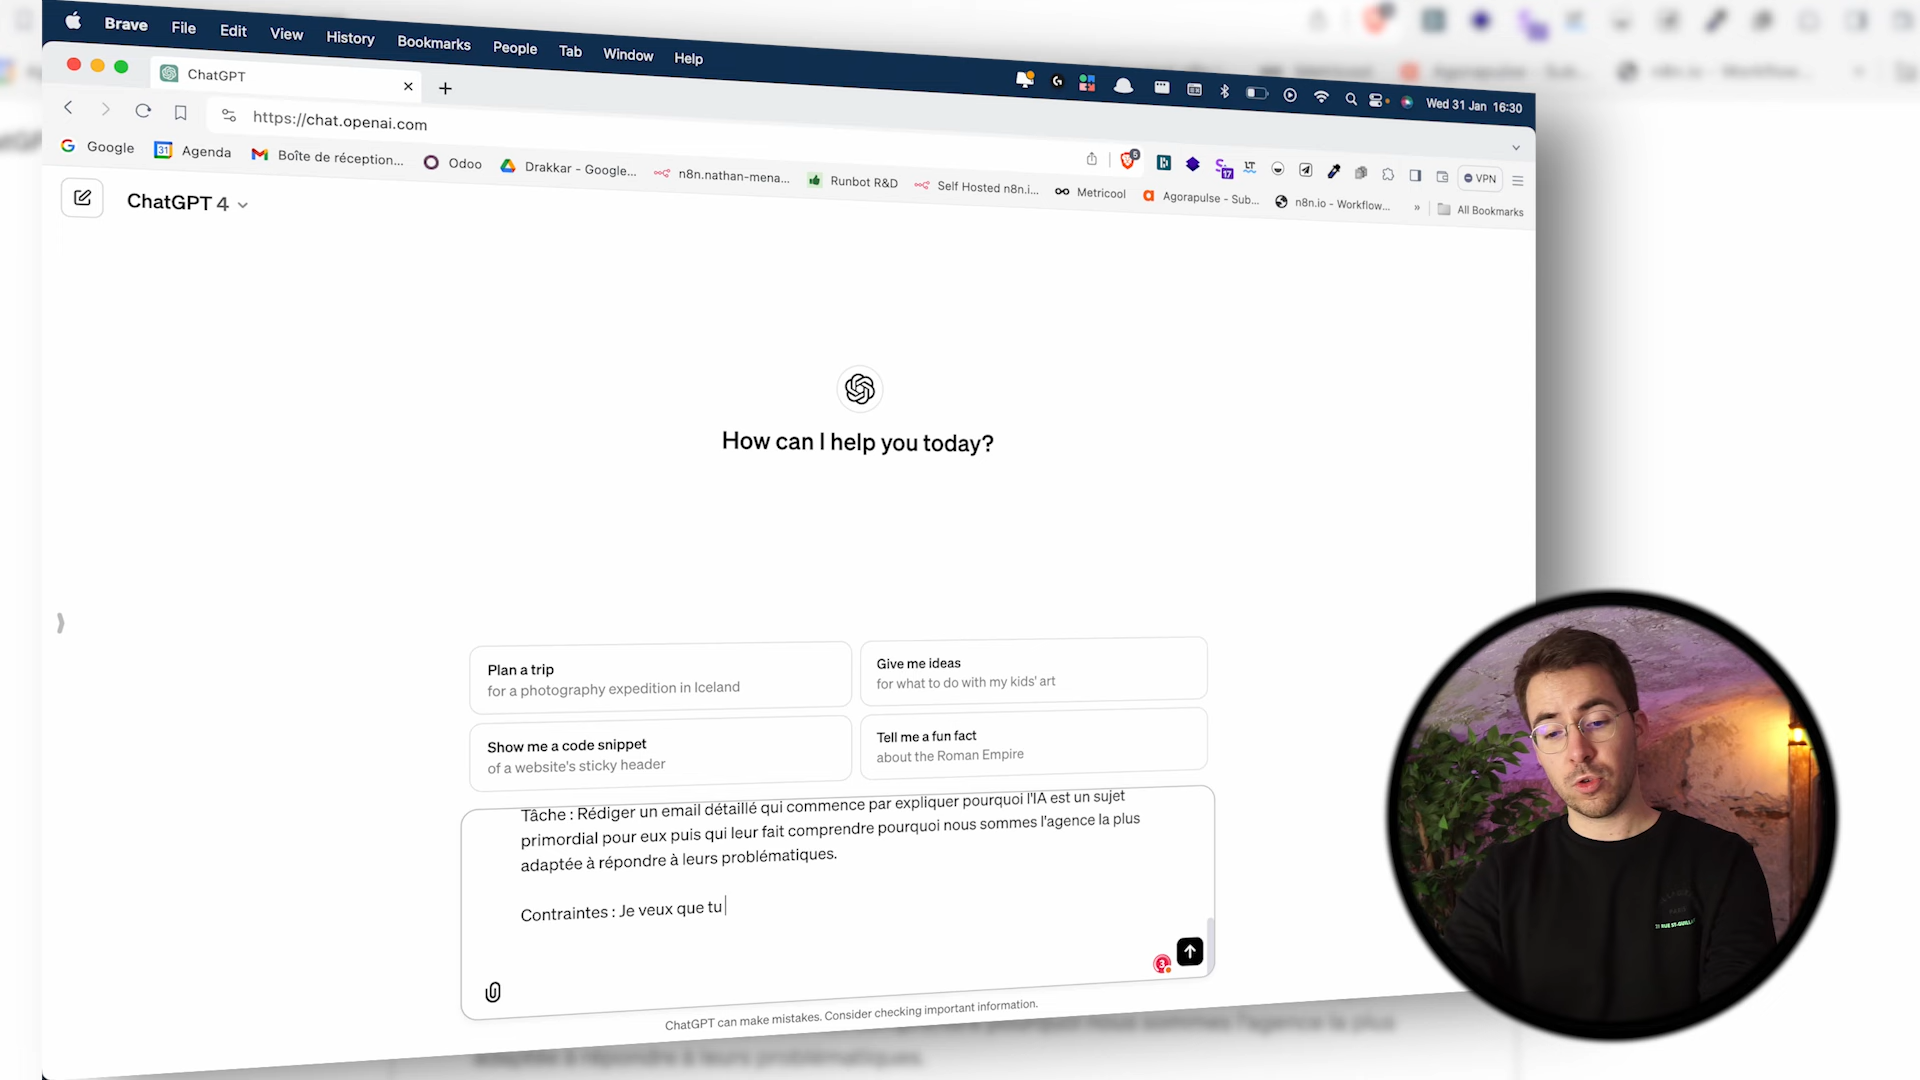 Brave File Edit View History Bookmarks People Tab Window Help
Wed 31 Jan 16:30
ChatGPT
https://chat.openai.com
5
17
VPN
Google
31 Agenda
Boîte de réception...
Odoo
Drakkar - Google...
n8n.nathan-mena...
Runbot R&D
Self Hosted n8n.i...
Metricool
Agorapulse - Sub...
n8n.io - Workflow...
» All Bookmarks
ChatGPT 4
How can I help you today?
Plan a trip
for a photography expedition in Iceland
Give me ideas
for what to do with my kids' art
Show me a code snippet
of a website's sticky header
Tell me a fun fact
about the Roman Empire
Tâche : Rédiger un email détaillé qui commence par expliquer pourquoi l'IA est un sujet
primordial pour eux puis qui leur fait comprendre pourquoi nous sommes l'agence la plus
adaptée à répondre à leurs problématiques.
Contraintes : Je veux que tu
3
ChatGPT can make mistakes. Consider checking important information.